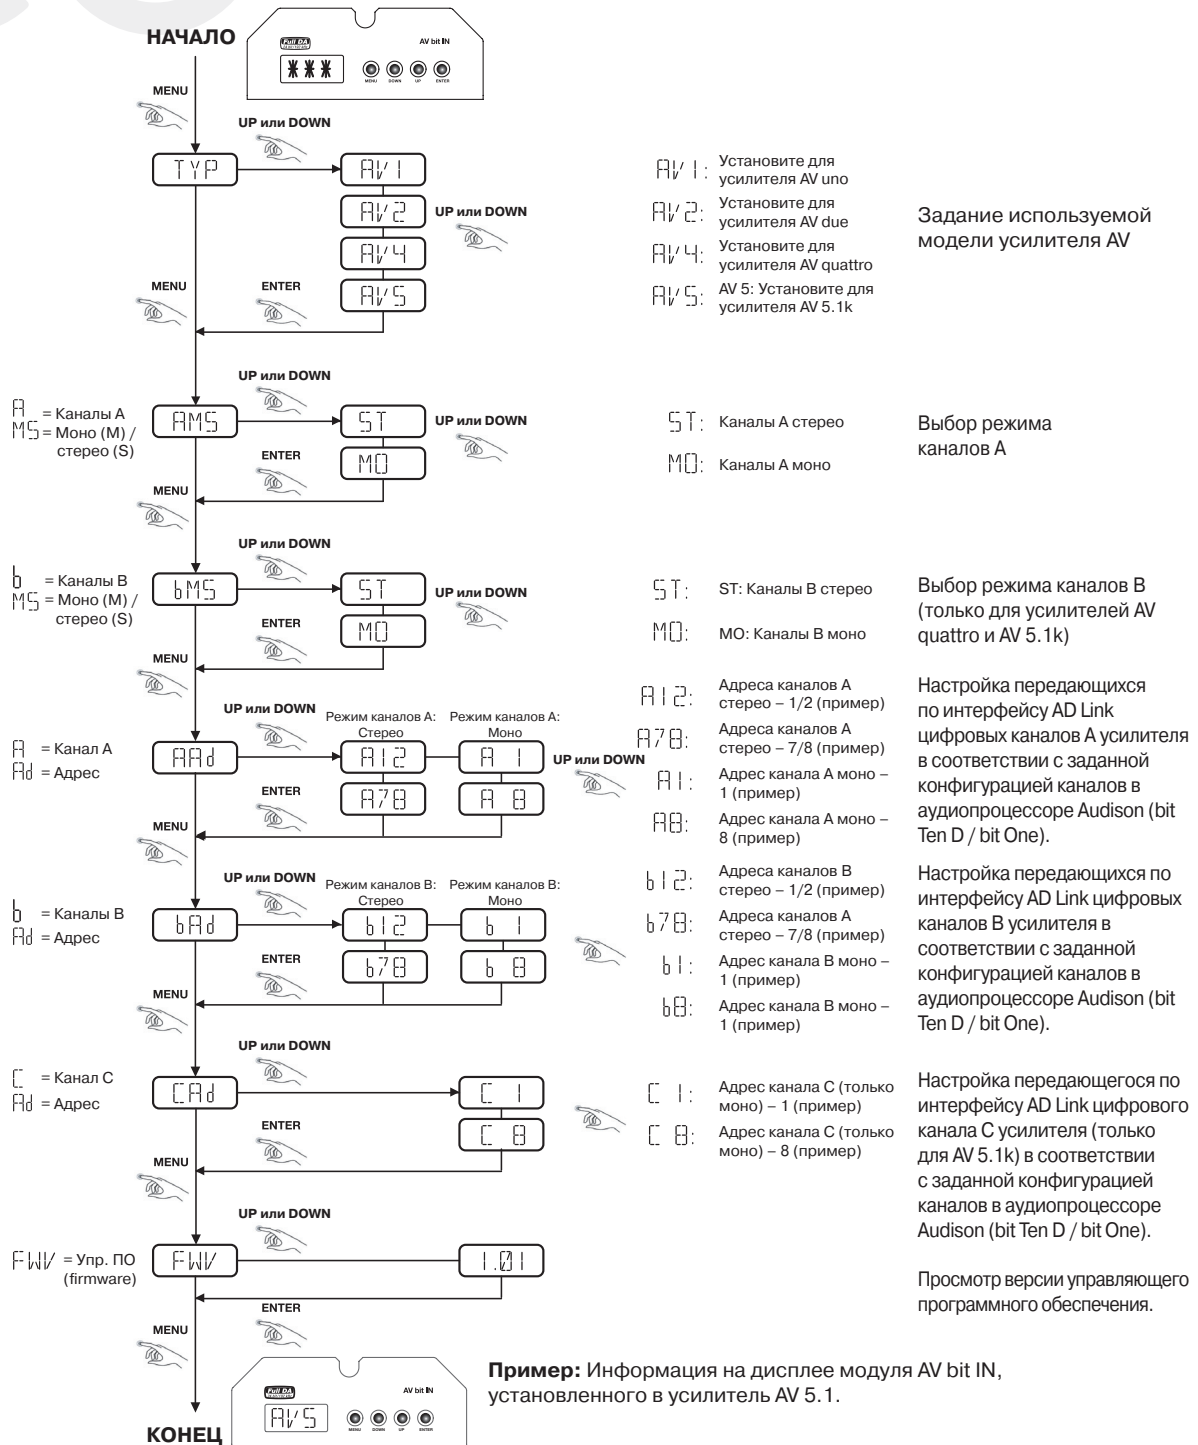 НАЧАЛО
Full DA
AV bit IN
***
MENU DOWN UP ENTER
MENU
UP или DOWN
TYP
AV1
AV2
UP или DOWN
AV4
AV5
MENU
ENTER
AV1: Установите для
усилителя AV uno
AV2: Установите для
усилителя AV due
AV4: Установите для
усилителя AV quattro
AV5: AV 5: Установите для
усилителя AV 5.1k
Задание используемой
модели усилителя AV
UP или DOWN
A = Каналы A
MS = Моно (M) /
стерео (S)
AMS
ST
UP или DOWN
MO
ENTER
MENU
ST: Каналы A стерео
MO: Каналы A моно
Выбор режима
каналов A
UP или DOWN
b = Каналы B
MS = Моно (M) /
стерео (S)
bMS
ST
UP или DOWN
MO
ENTER
MENU
ST: ST: Каналы B стерео
MO: MO: Каналы B моно
Выбор режима каналов B
(только для усилителей AV
quattro и AV 5.1k)
UP или DOWN
Режим каналов A:
Стерео
Режим каналов A:
Моно
A = Канал A
Ad = Адрес
AAd
A12
A 1
UP или DOWN
A78
A 8
ENTER
MENU
A12: Адреса каналов A
стерео – 1/2 (пример)
A78: Адреса каналов A
стерео – 7/8 (пример)
A1: Адрес канала A моно –
1 (пример)
A8: Адрес канала A моно –
8 (пример)
Настройка передающихся
по интерфейсу AD Link
цифровых каналов A усилителя
в соответствии с заданной
конфигурацией каналов в
аудиопроцессоре Audison (bit
Ten D / bit One).
UP или DOWN
Режим каналов B:
Стерео
Режим каналов B:
Моно
b = Каналы B
Ad = Адрес
bAd
b12
b 1
b78
b 8
ENTER
MENU
b12: Адреса каналов B
стерео – 1/2 (пример)
b78: Адреса каналов A
стерео – 7/8 (пример)
b1: Адрес канала B моно –
1 (пример)
b8: Адрес канала B моно –
1 (пример)
Настройка передающихся по
интерфейсу AD Link цифровых
каналов B усилителя в
соответствии с заданной
конфигурацией каналов в
аудиопроцессоре Audison (bit
Ten D / bit One).
UP или DOWN
C = Канал C
Ad = Адрес
CAd
C 1
C 8
ENTER
MENU
C 1: Адрес канала C (только
моно) – 1 (пример)
C 8: Адрес канала C (только
моно) – 8 (пример)
Настройка передающегося по
интерфейсу AD Link цифрового
канала C усилителя (только
для AV 5.1k) в соответствии
с заданной конфигурацией
каналов в аудиопроцессоре
Audison (bit Ten D / bit One).
UP или DOWN
FWV = Упр. ПО
(firmware)
FWV
1.01
ENTER
MENU
Просмотр версии управляющего
программного обеспечения.
Пример: Информация на дисплее модуля AV bit IN,
установленного в усилитель AV 5.1.
Full DA
AV bit IN
AV5
MENU DOWN UP ENTER
КОНЕЦ